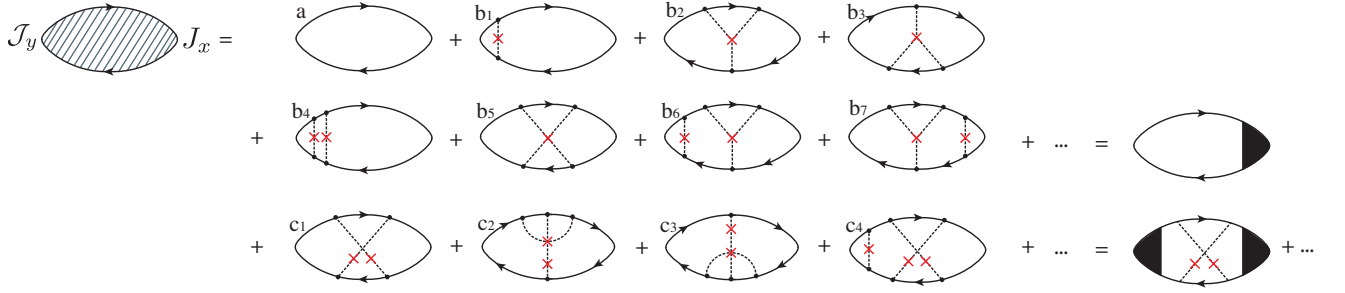 𝒥y Jx = a + b1 + b2 + b3
+ b4 + b5 + b6 + b7 + ... =
+ c1 + c2 + c3 + c4 + ... = + ...